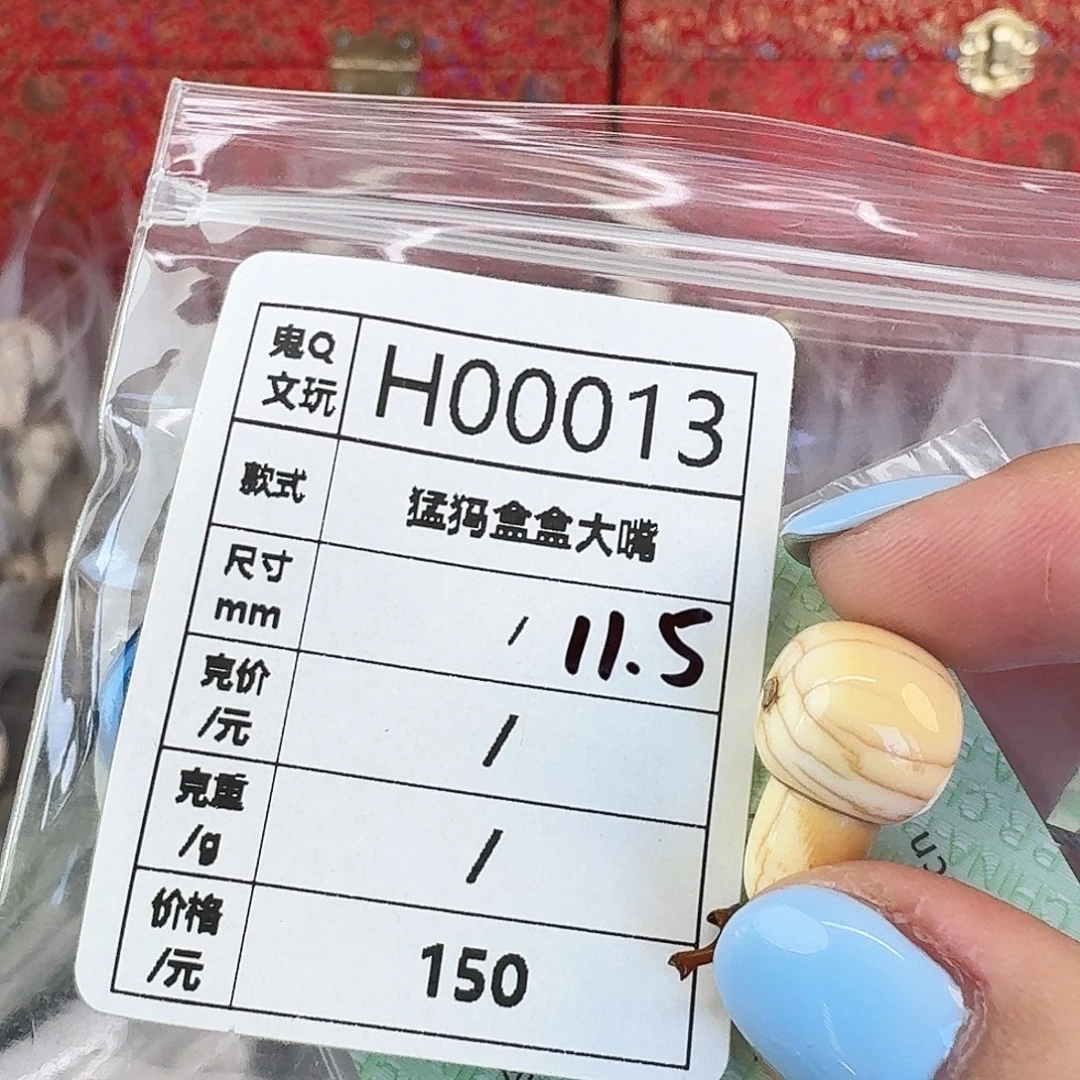 鬼Q
文玩
H00013
款式
猛犸盒盒大嘴
尺寸
mm
/ 11.5
克价
/元
/
克重
/g
/
价格
/元
150